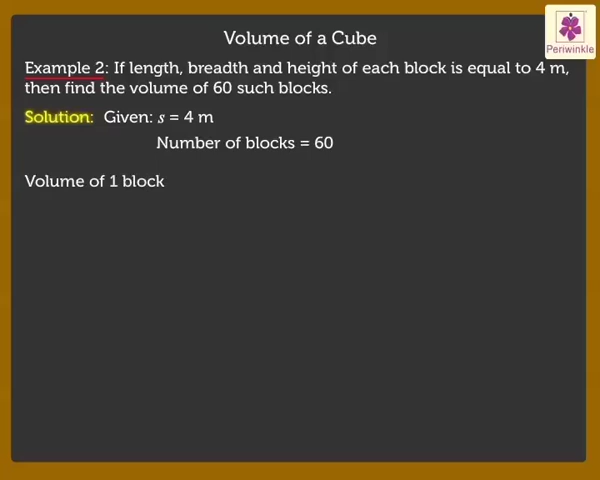 Volume of a Cube
Periwinkle
Example 2: If length, breadth and height of each block is equal to 4 m,
then find the volume of 60 such blocks.
Solution: Given: s = 4 m
Number of blocks = 60
Volume of 1 block